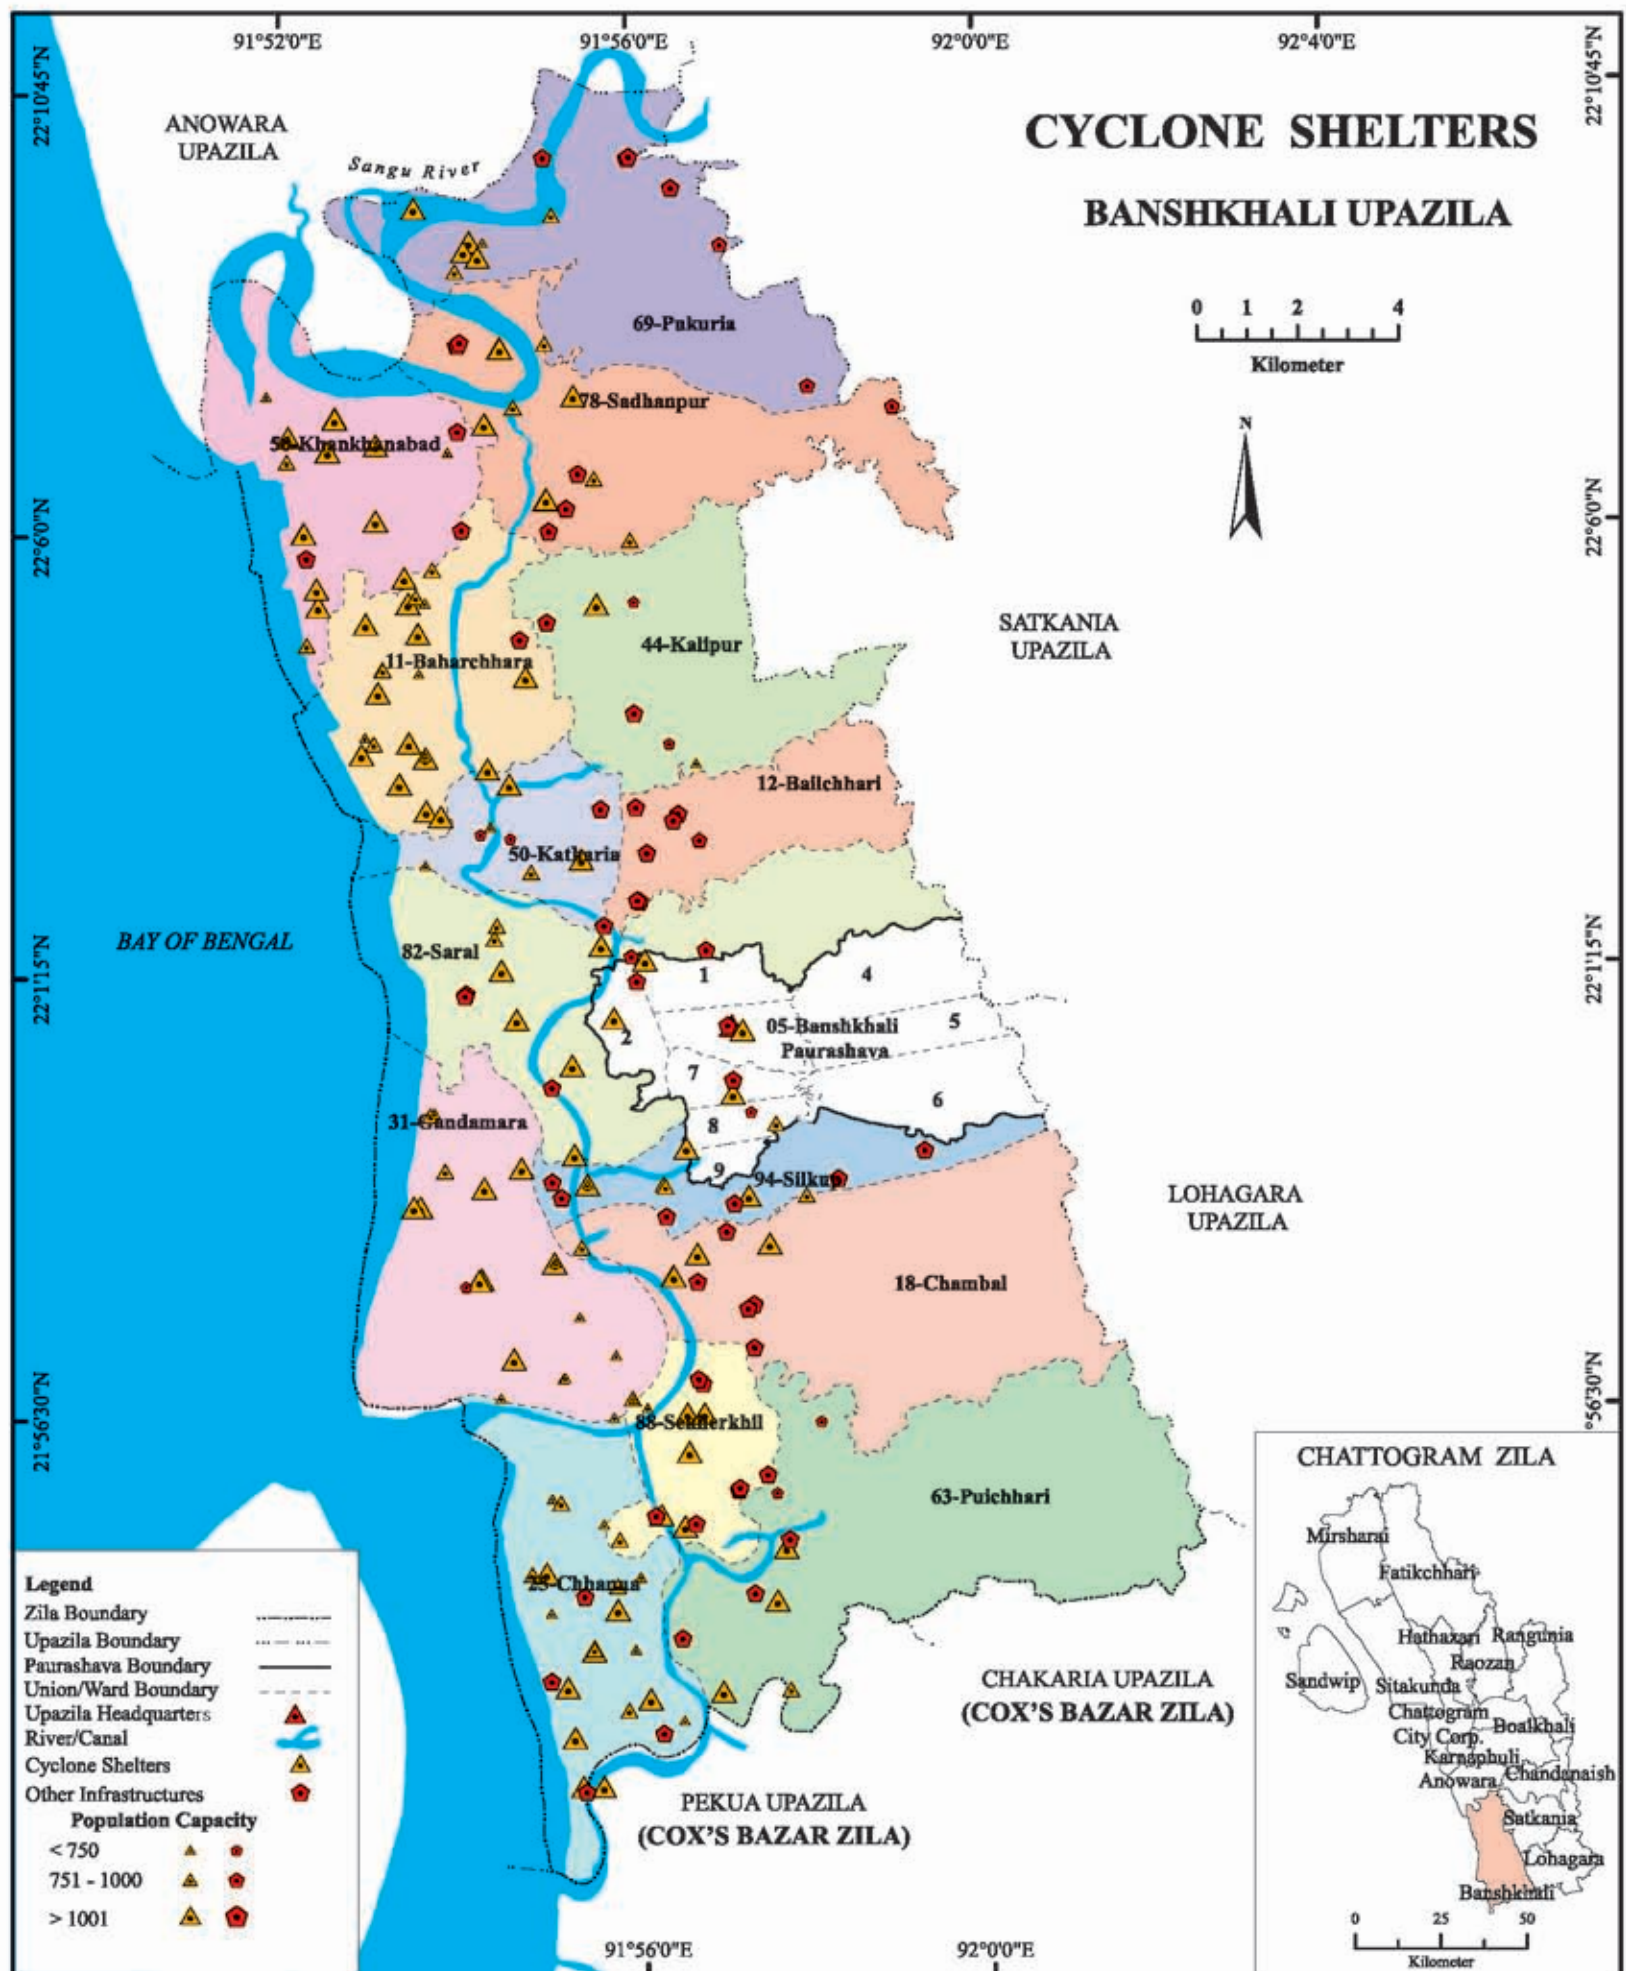 91°52'0"E
91°56'0"E
92°0'0"E
92°4'0"E
22°10'45"N
22°10'45"N
ANOWARA
UPAZILA
Sangu River
CYCLONE SHELTERS
BANSHKHALI UPAZILA
0 1 2 4
Kilometer
N
69-Pukuria
78-Sadhanpur
58-Khankhanabad
22°6'0"N
22°6'0"N
SATKANIA
UPAZILA
44-Kalipur
11-Baharchhara
12-Bailchhari
50-Katharia
BAY OF BENGAL
82-Saral
22°1'15"N
22°1'15"N
1
4
2
05-Banshkhali
Paurashava
5
7
6
8
9
31-Gandamara
94-Silkup
LOHAGARA
UPAZILA
18-Chambal
21°56'30"N
°56'30"N
88-Sekherkhil
63-Puichhari
25-Chhanua
CHAKARIA UPAZILA
(COX'S BAZAR ZILA)
PEKUA UPAZILA
(COX'S BAZAR ZILA)
Legend
Zila Boundary
Upazila Boundary
Paurashava Boundary
Union/Ward Boundary
Upazila Headquarters
River/Canal
Cyclone Shelters
Other Infrastructures
Population Capacity
< 750
751 - 1000
> 1001
CHATTOGRAM ZILA
Mirsharai
Fatikchhari
Hathazari
Rangunia
Raozan
Sandwip
Sitakunda
Chattogram
City Corp.
Boalkhali
Karnaphuli
Anowara
Chandanaish
Satkania
Lohagara
Banshkhali
0 25 50
Kilometer
91°56'0"E
92°0'0"E